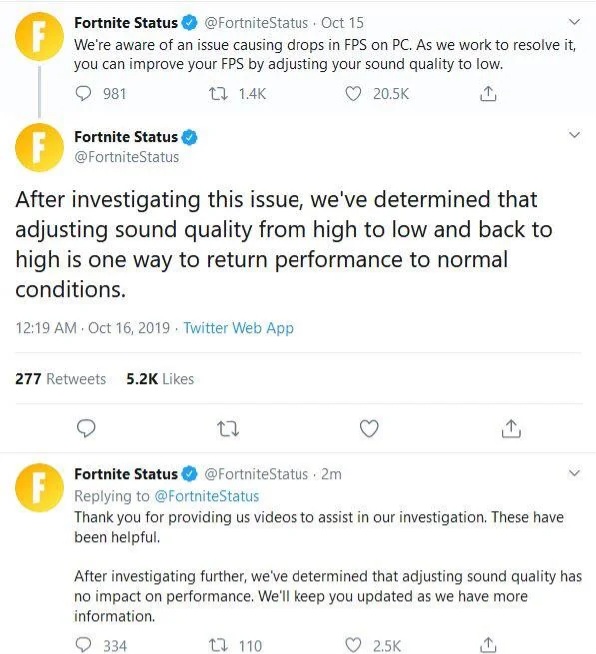 Fortnite Status @FortniteStatus · Oct 15
We're aware of an issue causing drops in FPS on PC. As we work to resolve it,
you can improve your FPS by adjusting your sound quality to low.
981 1.4K 20.5K
Fortnite Status
@FortniteStatus
After investigating this issue, we've determined that
adjusting sound quality from high to low and back to
high is one way to return performance to normal
conditions.
12:19 AM · Oct 16, 2019 · Twitter Web App
277 Retweets 5.2K Likes
Fortnite Status @FortniteStatus · 2m
Replying to @FortniteStatus
Thank you for providing us videos to assist in our investigation. These have
been helpful.
After investigating further, we've determined that adjusting sound quality has
no impact on performance. We'll keep you updated as we have more
information.
334 110 2.5K